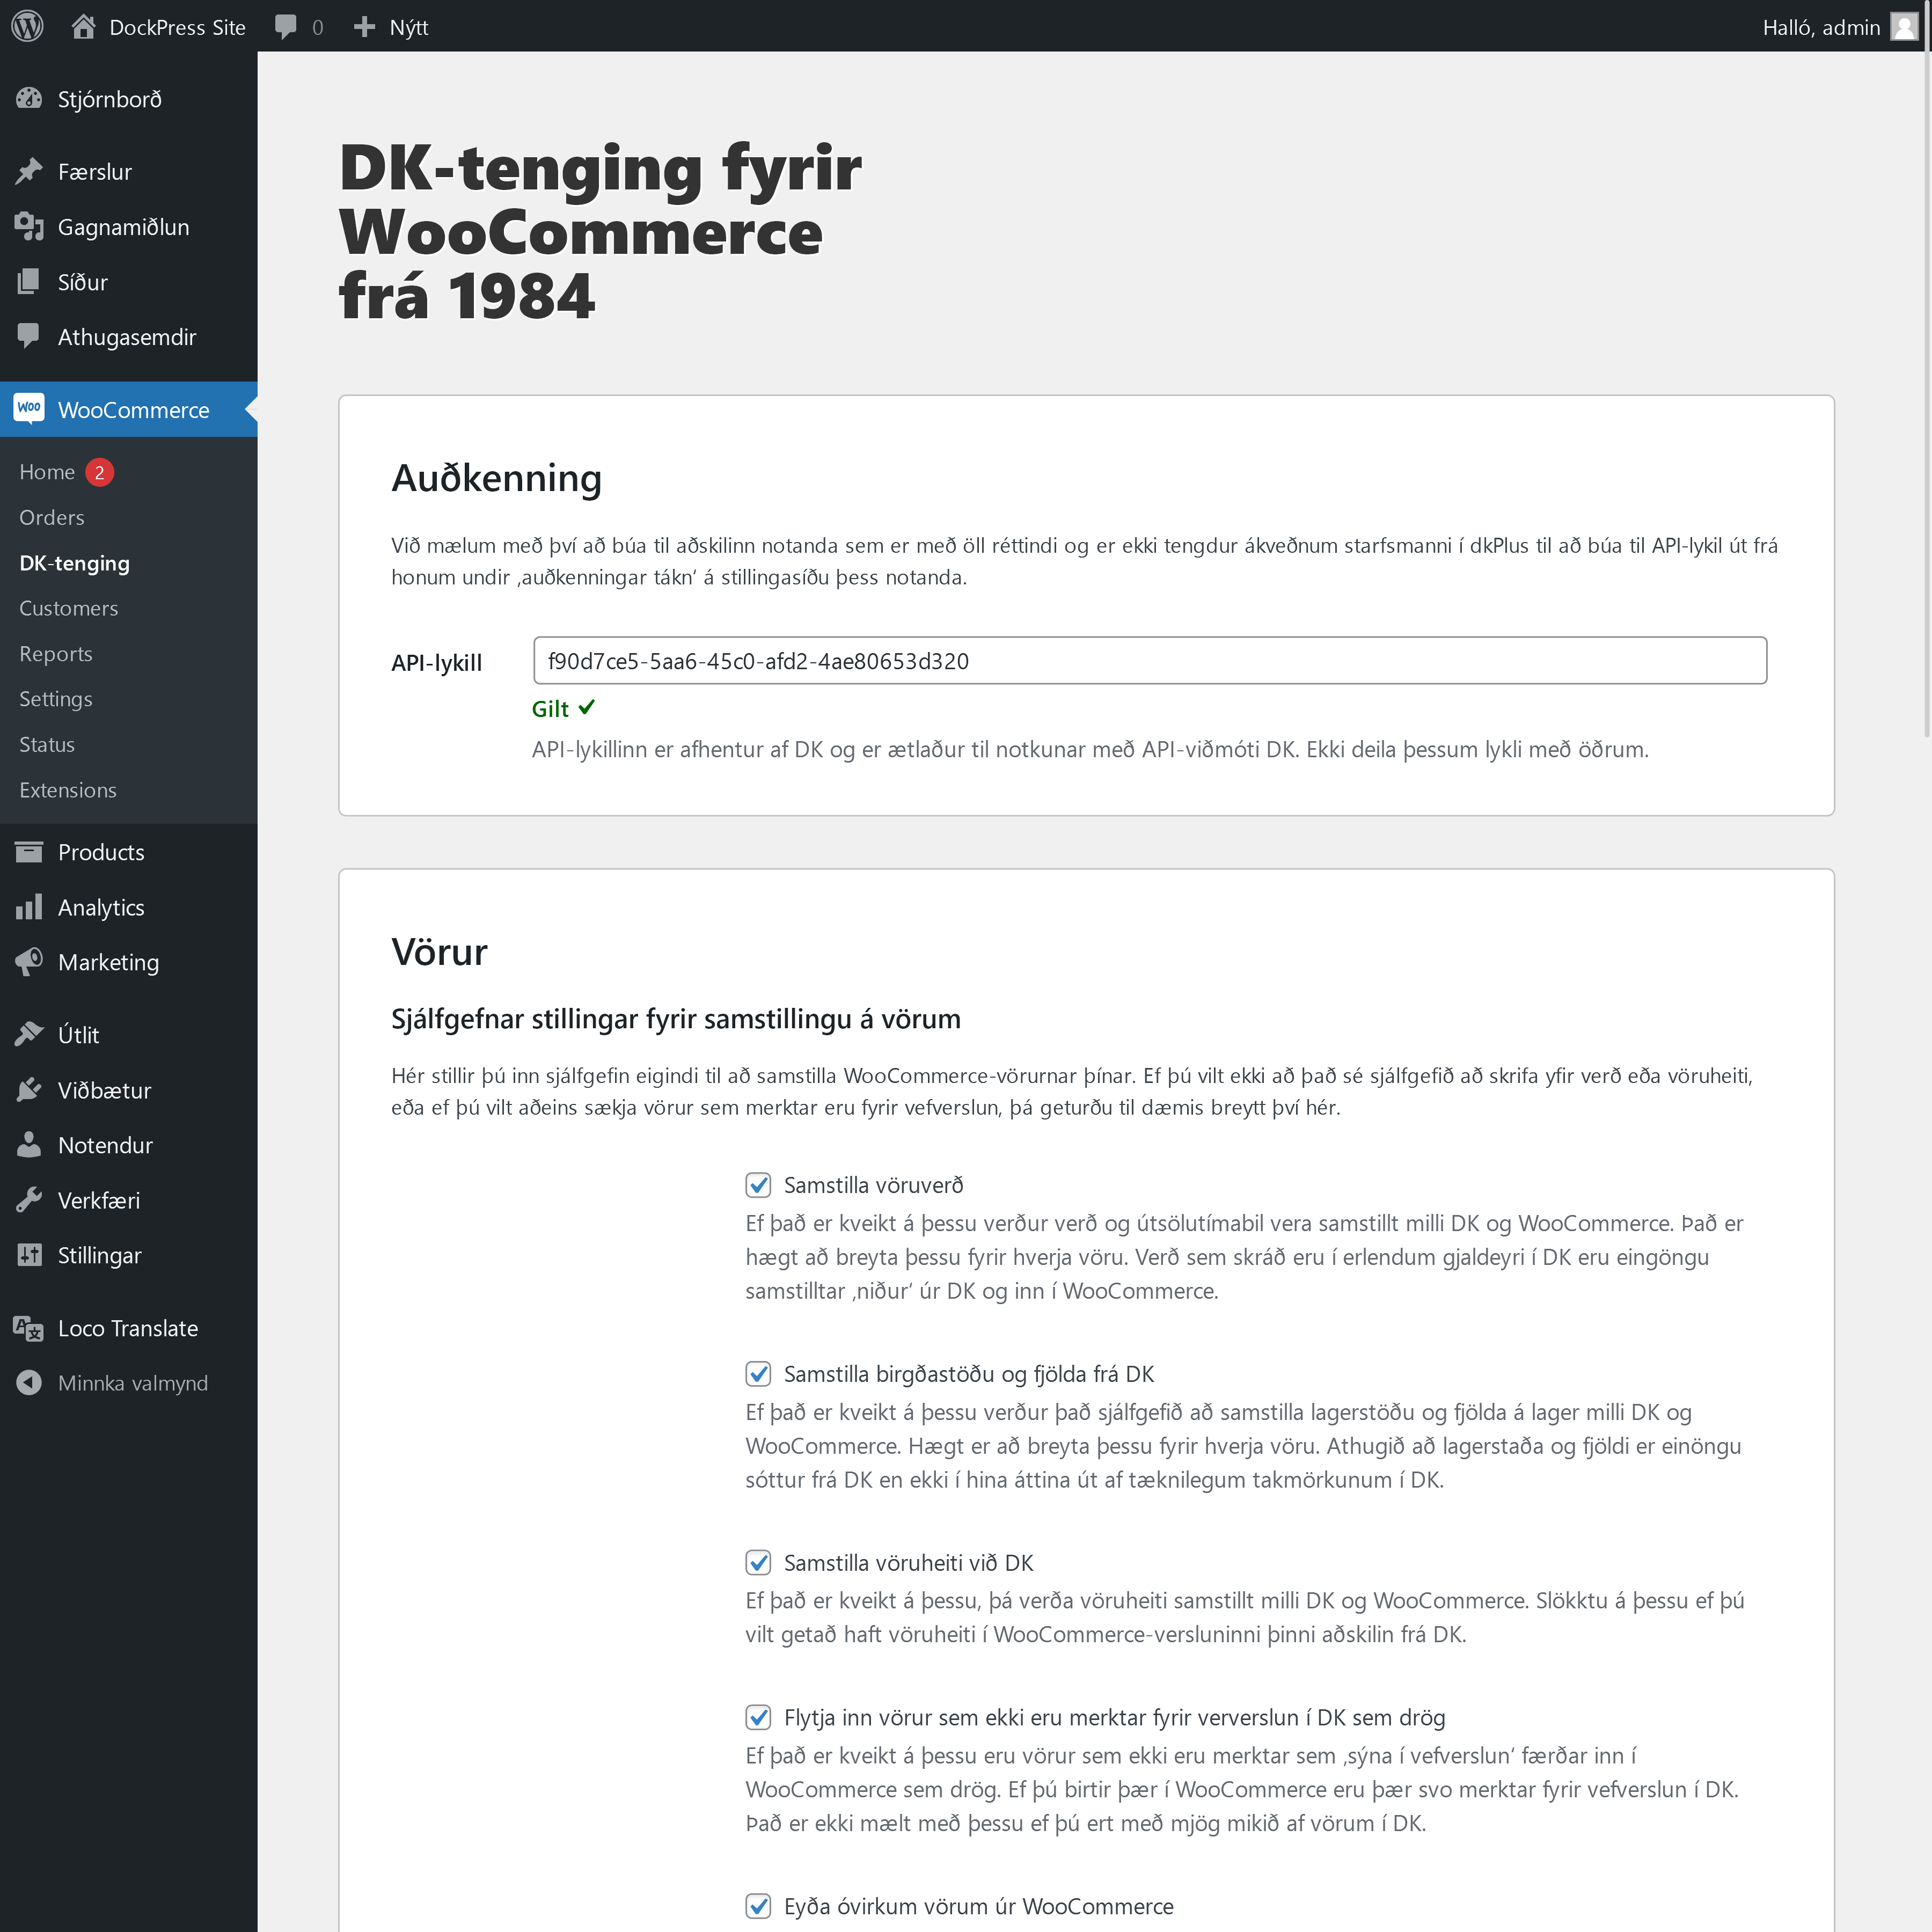 DockPress Site
0
Nýtt
Halló, admin
Stjórnborð
Færslur
Gagnamiðlun
Síður
Athugasemdir
Woo
WooCommerce
Home 2
Orders
DK-tenging
Customers
Reports
Settings
Status
Extensions
Products
Analytics
Marketing
Útlit
Viðbætur
Notendur
Verkfæri
Stillingar
Loco Translate
Minnka valmynd
DK-tenging fyrir
WooCommerce
frá 1984
Auðkenning
Við mælum með því að búa til aðskilinn notanda sem er með öll réttindi og er ekki tengdur ákveðnum starfsmanni í dkPlus til að búa til API-lykil út frá
honum undir ‚auðkenningar tákn‘ á stillingasíðu þess notanda.
API-lykill
f90d7ce5-5aa6-45c0-afd2-4ae80653d320
Gilt ✔
API-lykillinn er afhentur af DK og er ætlaður til notkunar með API-viðmóti DK. Ekki deila þessum lykli með öðrum.
Vörur
Sjálfgefnar stillingar fyrir samstillingu á vörum
Hér stillir þú inn sjálfgefin eigindi til að samstilla WooCommerce-vörurnar þínar. Ef þú vilt ekki að það sé sjálfgefið að skrifa yfir verð eða vöruheiti,
eða ef þú vilt aðeins sækja vörur sem merktar eru fyrir vefverslun, þá geturðu til dæmis breytt því hér.
Samstilla vöruverð
Ef það er kveikt á þessu verður verð og útsölutímabil vera samstillt milli DK og WooCommerce. Það er
hægt að breyta þessu fyrir hverja vöru. Verð sem skráð eru í erlendum gjaldeyri í DK eru eingöngu
samstilltar ‚niður‘ úr DK og inn í WooCommerce.
Samstilla birgðastöðu og fjölda frá DK
Ef það er kveikt á þessu verður það sjálfgefið að samstilla lagerstöðu og fjölda á lager milli DK og
WooCommerce. Hægt er að breyta þessu fyrir hverja vöru. Athugið að lagerstaða og fjöldi er einöngu
sóttur frá DK en ekki í hina áttina út af tæknilegum takmörkunum í DK.
Samstilla vöruheiti við DK
Ef það er kveikt á þessu, þá verða vöruheiti samstillt milli DK og WooCommerce. Slökktu á þessu ef þú
vilt getað haft vöruheiti í WooCommerce-versluninni þinni aðskilin frá DK.
Flytja inn vörur sem ekki eru merktar fyrir ververslun í DK sem drög
Ef það er kveikt á þessu eru vörur sem ekki eru merktar sem ‚sýna í vefverslun‘ færðar inn í
WooCommerce sem drög. Ef þú birtir þær í WooCommerce eru þær svo merktar fyrir vefverslun í DK.
Það er ekki mælt með þessu ef þú ert með mjög mikið af vörum í DK.
Eyða óvirkum vörum úr WooCommerce